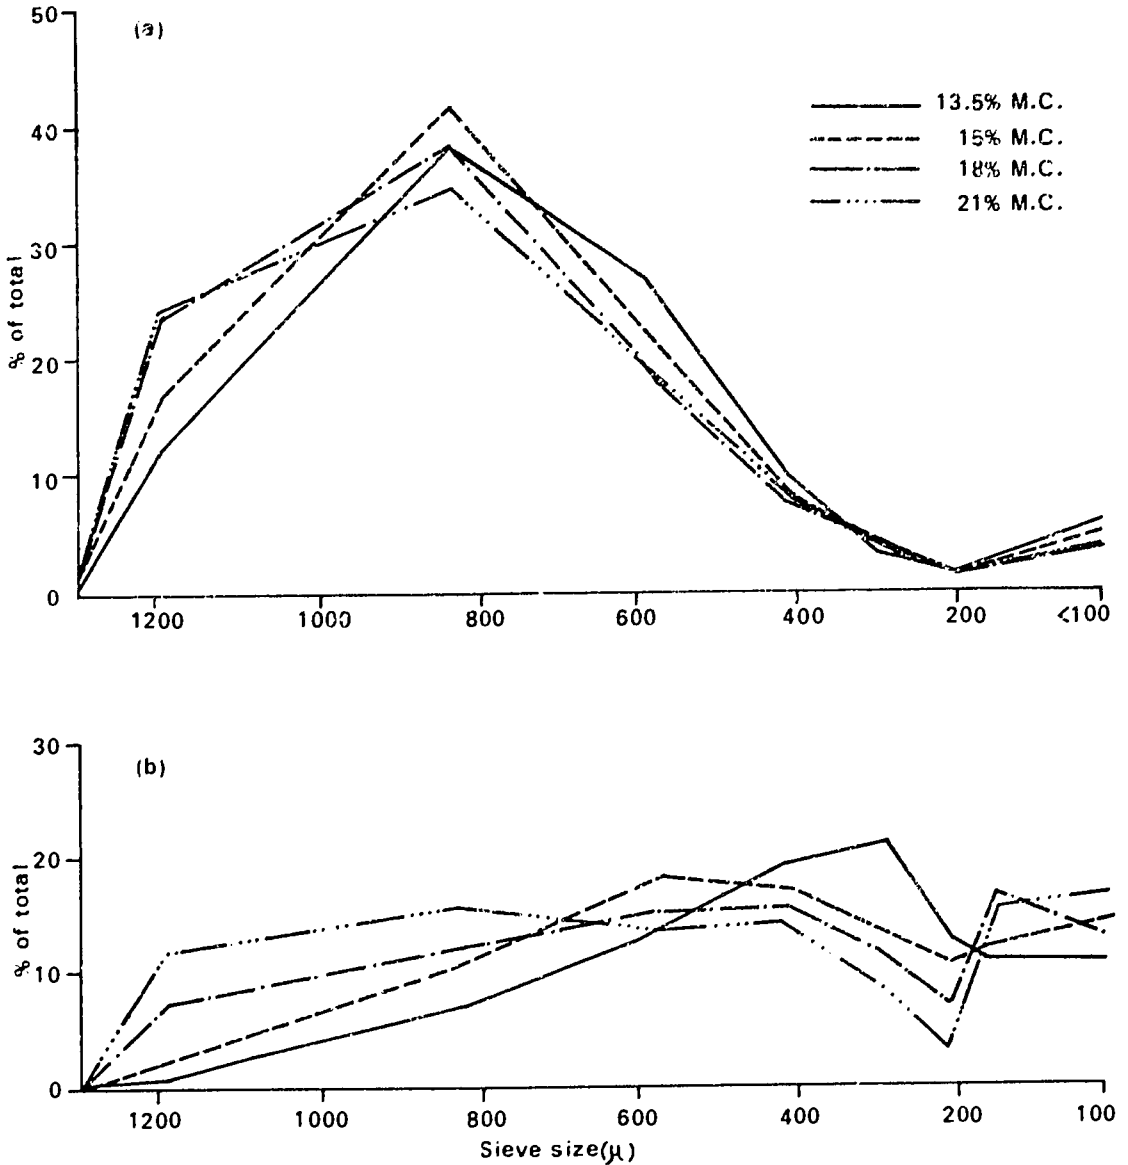 (a)
50
40
30
20
10
0
% of total
13.5% M.C.
15% M.C.
18% M.C.
21% M.C.
1200 1000 800 600 400 200 <100
(b)
30
20
10
0
% of total
1200 1000 800 600 400 200 100
Sieve size(μ)